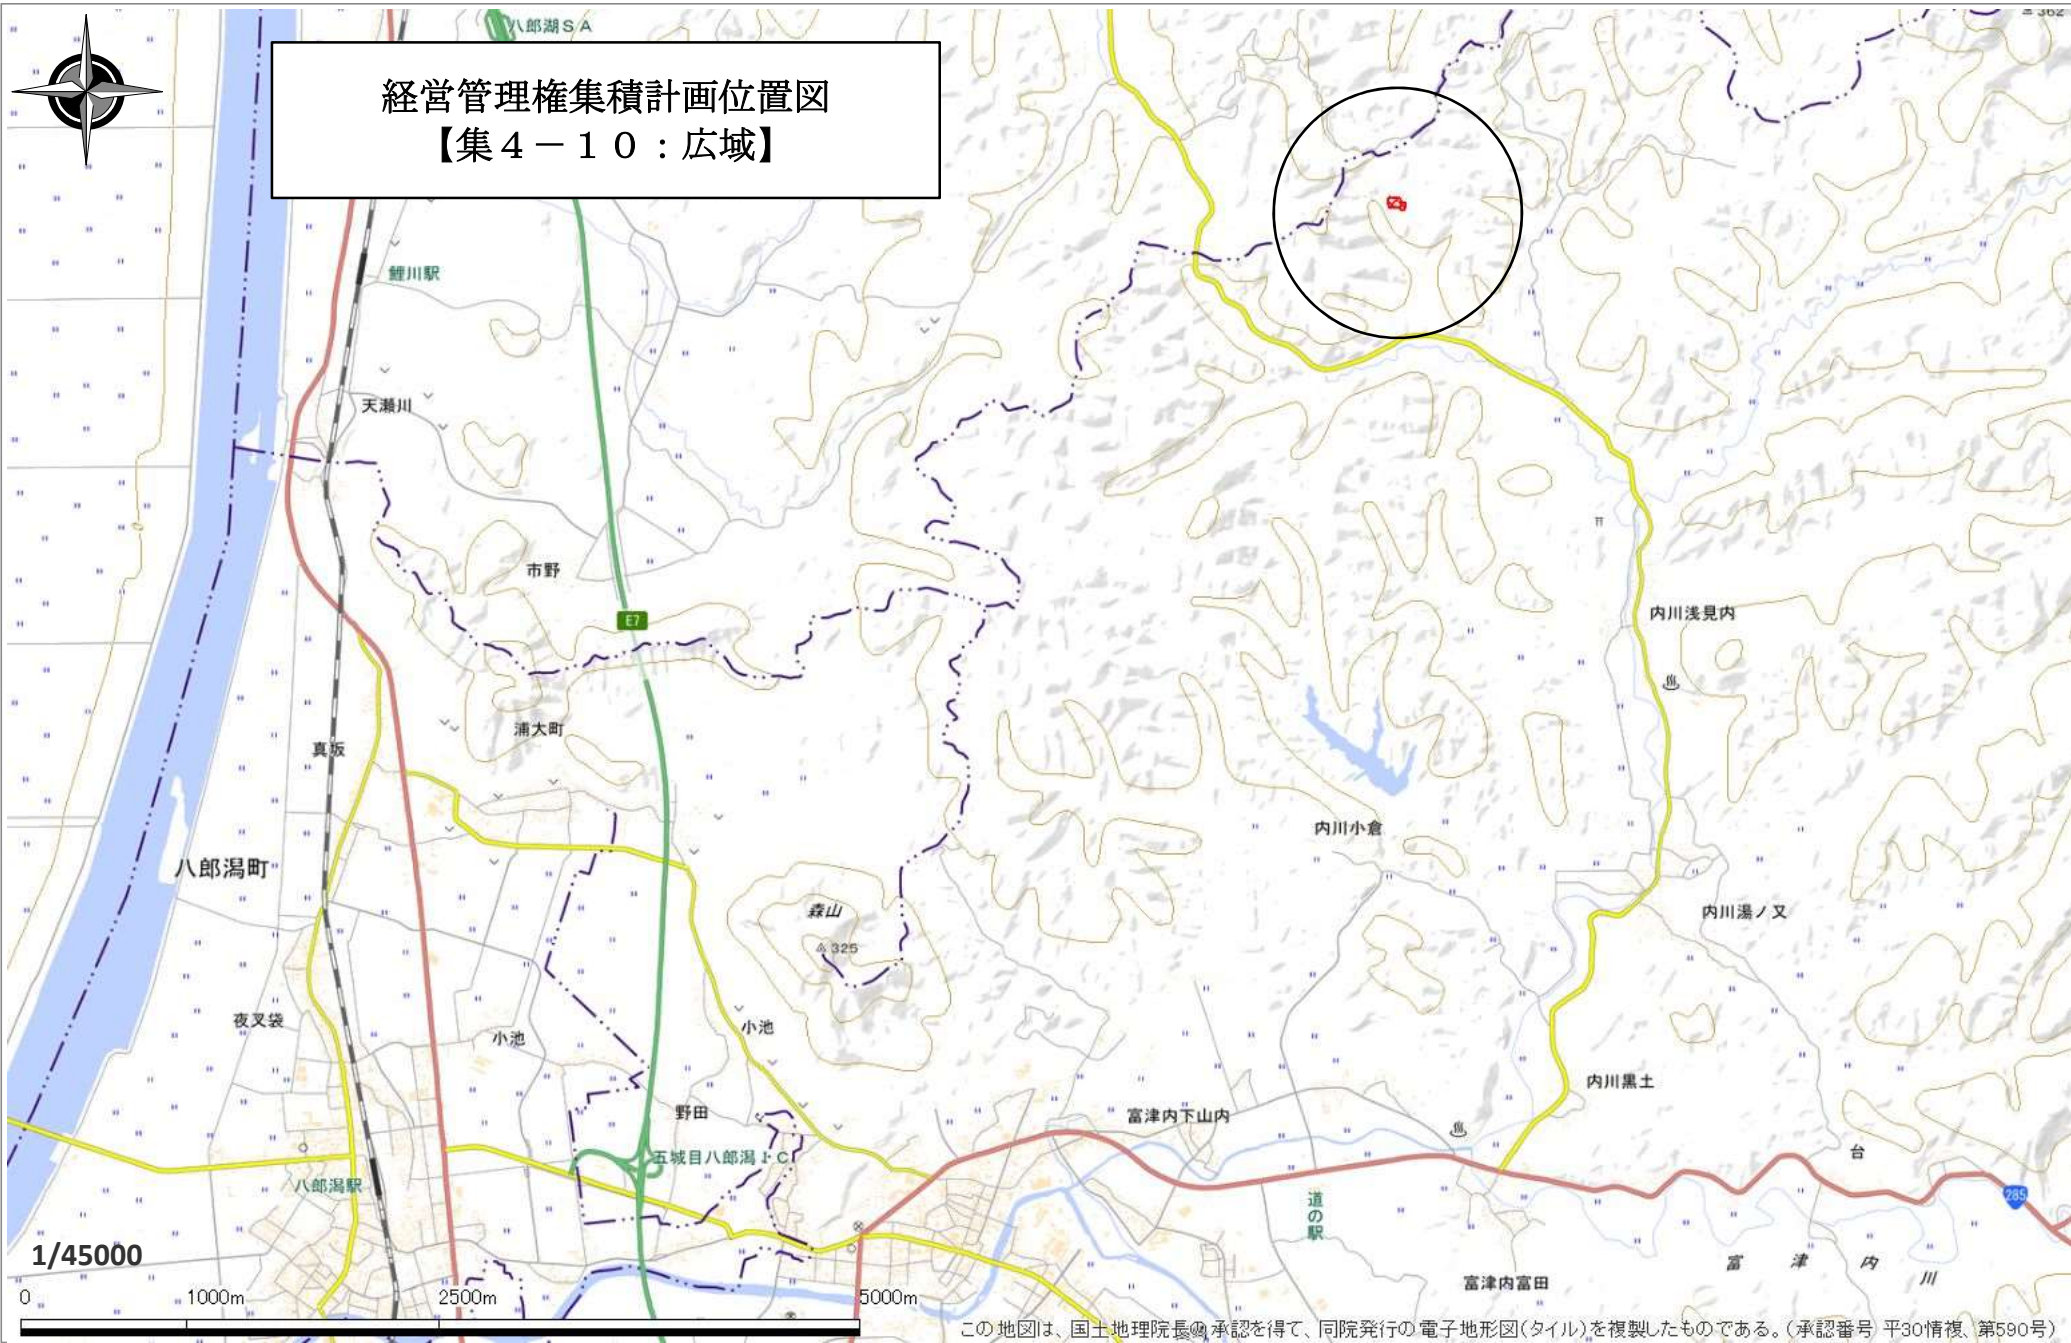 八郎湖ＳＡ
362
経営管理権集積計画位置図
【集４－１０：広域】
鯉川駅
天瀬川
市野
E7
内川浅見内
浦大町
真坂
内川小倉
八郎潟町
森山
325
内川湯ノ又
夜叉袋
小池
小池
内川黒土
野田
富津内下山内
台
五城目八郎潟ＩＣ
八郎潟駅
285
道の駅
富津内川
富津内富田
1/45000
0 1000m 2500m 5000m
この地図は、国土地理院長の承認を得て、同院発行の電子地形図(タイル)を複製したものである。(承認番号 平30情複、第590号)